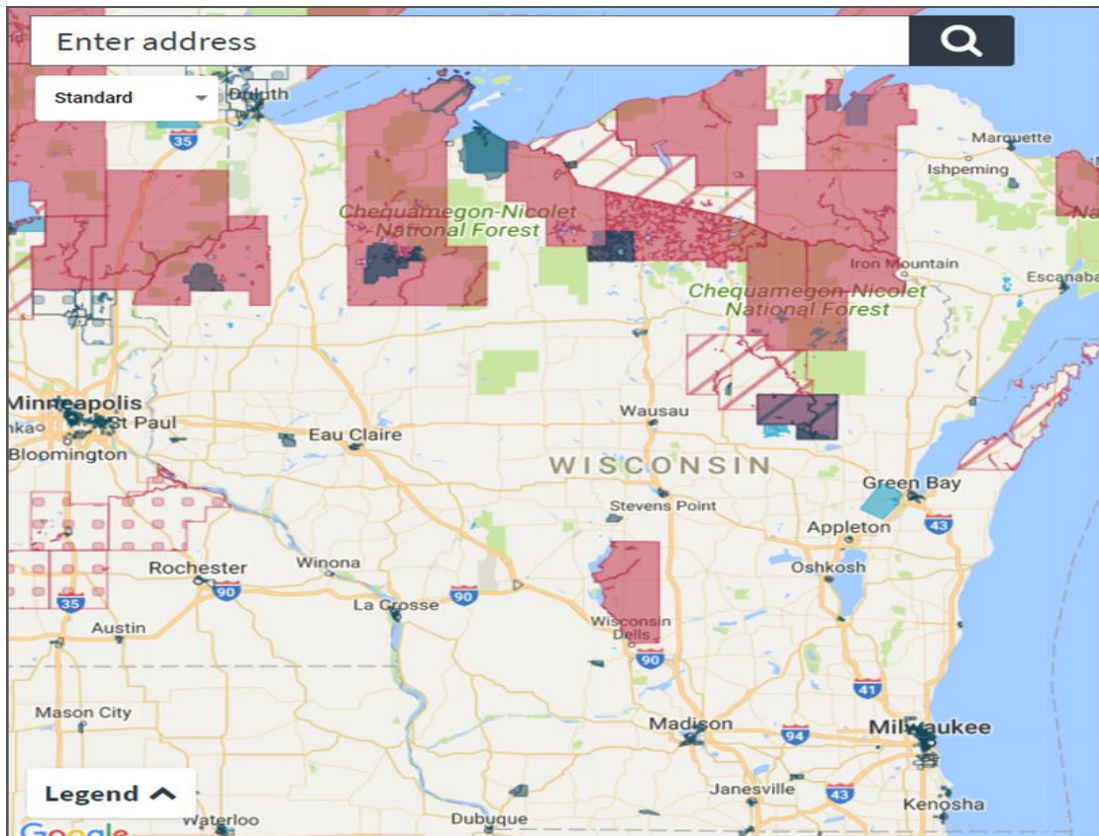 Enter address
Standard
Duluth
35
Marquette
Ishpeming
Chequamegon-Nicolet
National Forest
Na
Iron Mountain
Escanaba
Chequamegon-Nicolet
National Forest
Minneapolis
St Paul
nka
Bloomington
Wausau
Eau Claire
WISCONSIN
Green Bay
Stevens Point
43
Appleton
Rochester
Winona
Oshkosh
90
35
90
La Crosse
Austin
Wisconsin
Dells
90
41
Mason City
Madison
Milwaukee
94
Legend
Janesville
43
Kenosha
Google
Waterloo
Dubuque